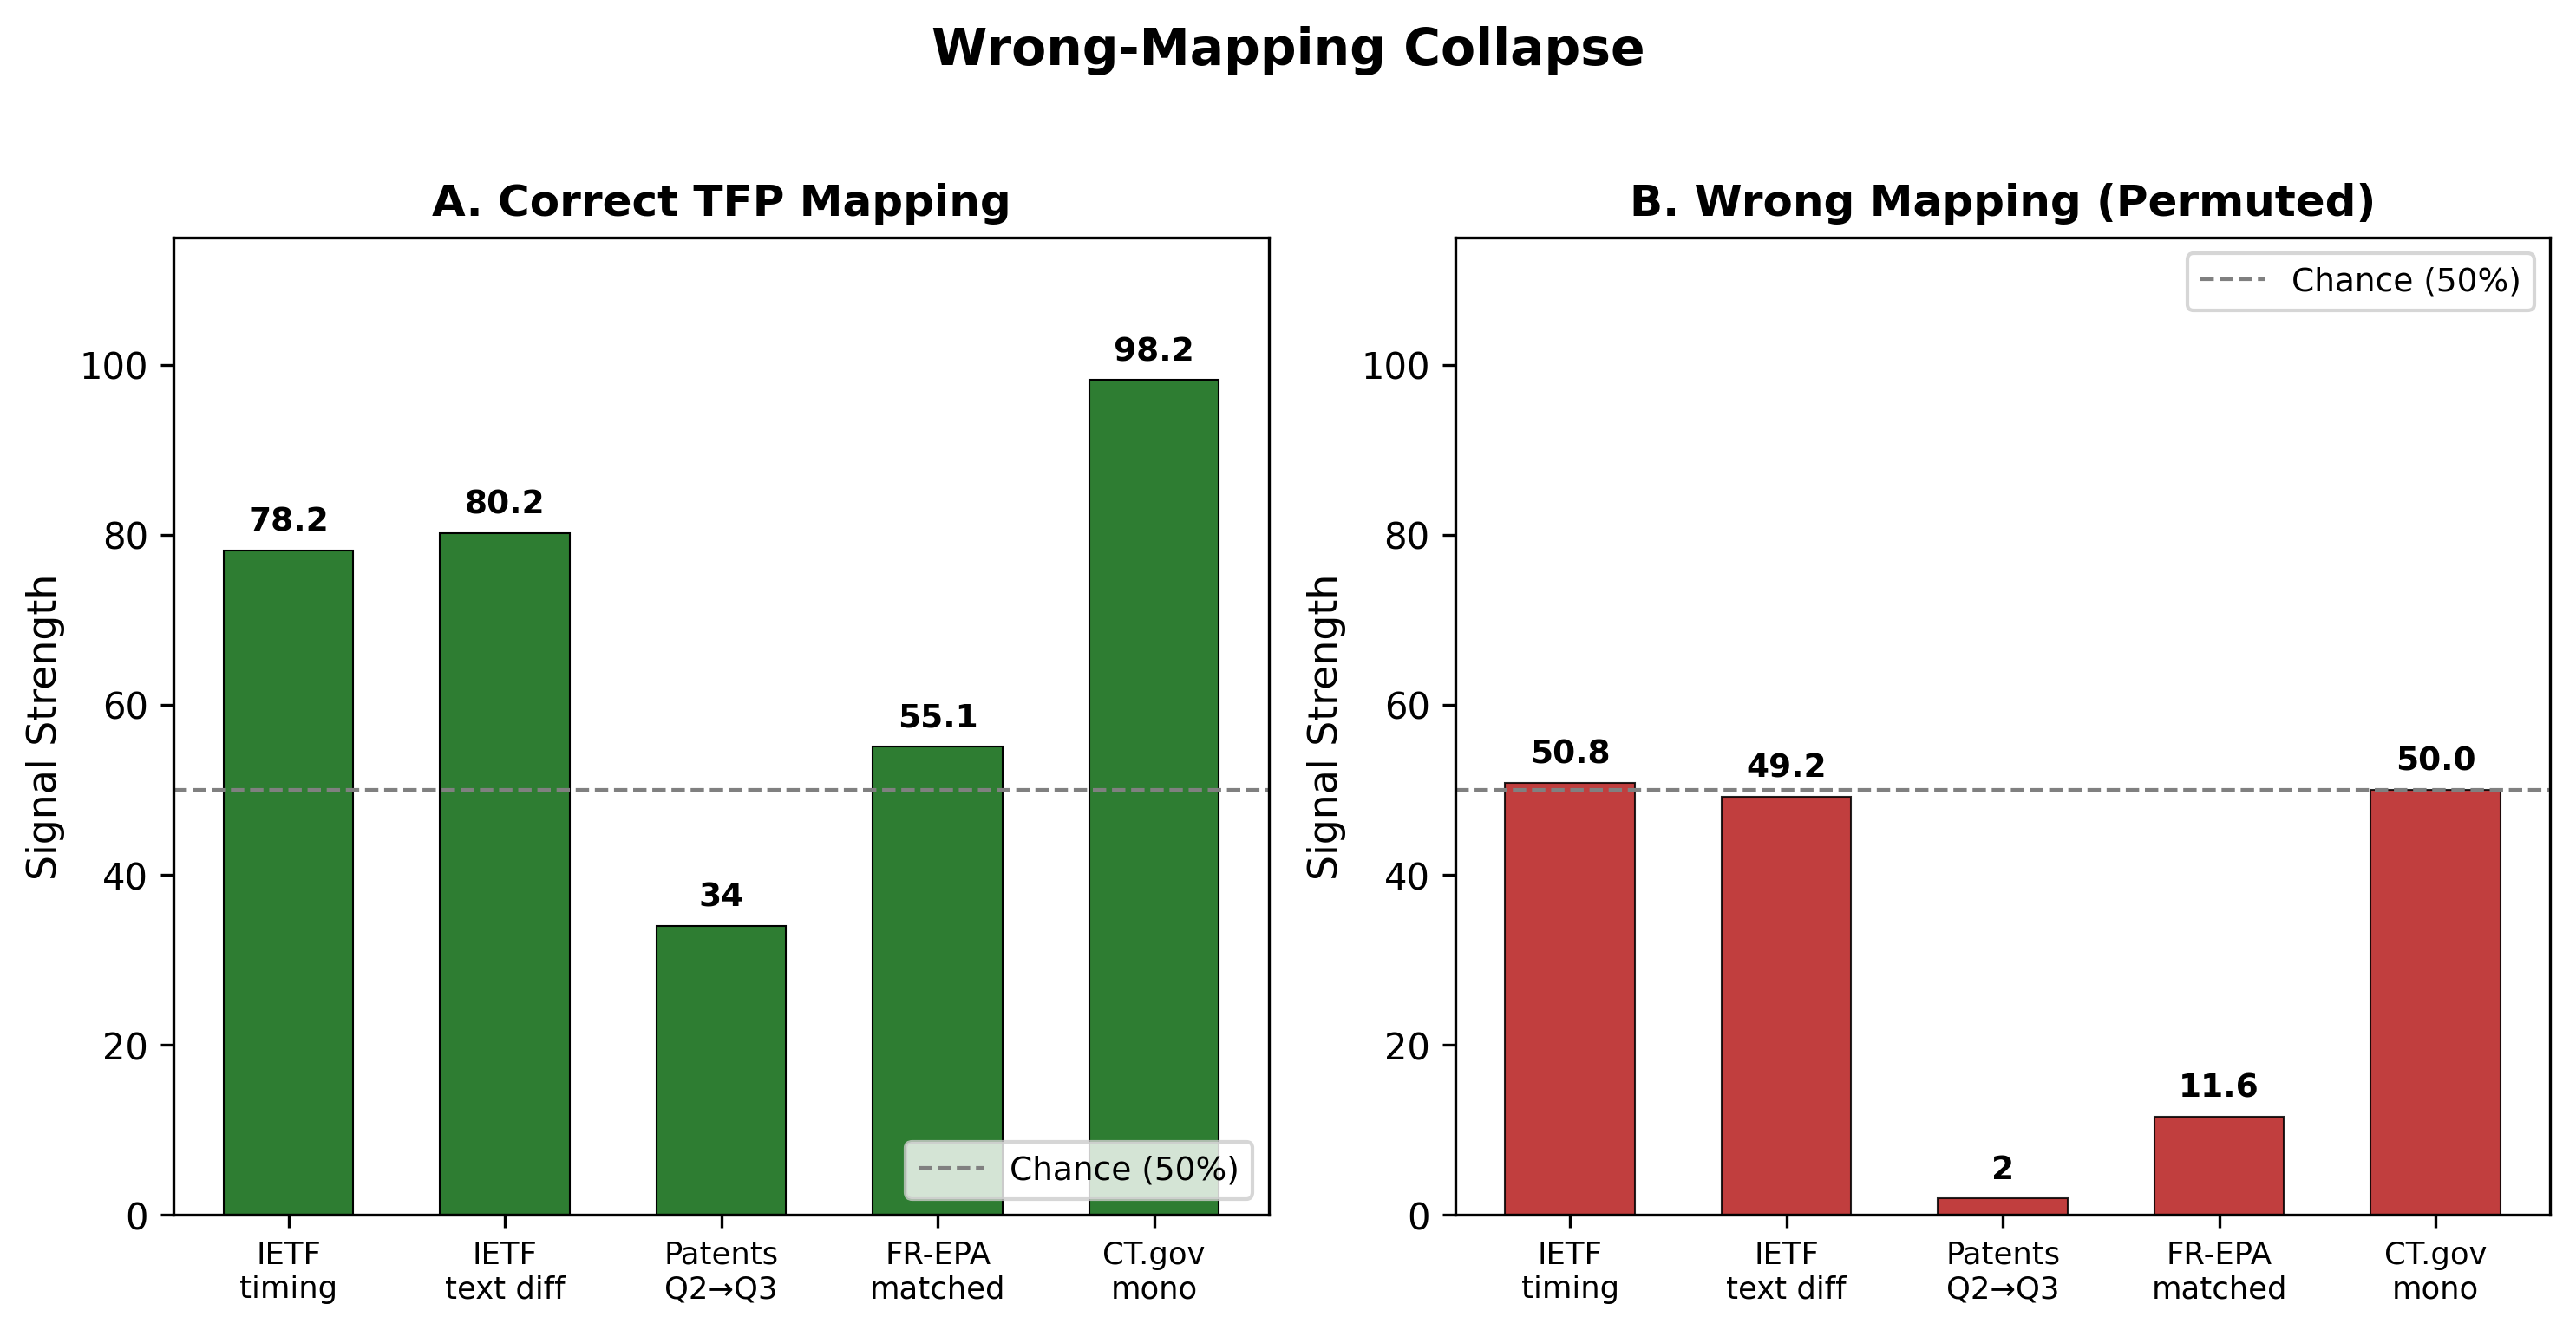 Wrong-Mapping Collapse
A. Correct TFP Mapping
Signal Strength
100
80
60
40
20
0
78.2
80.2
34
55.1
98.2
Chance (50%)
IETF
timing
IETF
text diff
Patents
Q2→Q3
FR-EPA
matched
CT.gov
mono
B. Wrong Mapping (Permuted)
Signal Strength
100
80
60
40
20
0
Chance (50%)
50.8
49.2
2
11.6
50.0
IETF
timing
IETF
text diff
Patents
Q2→Q3
FR-EPA
matched
CT.gov
mono